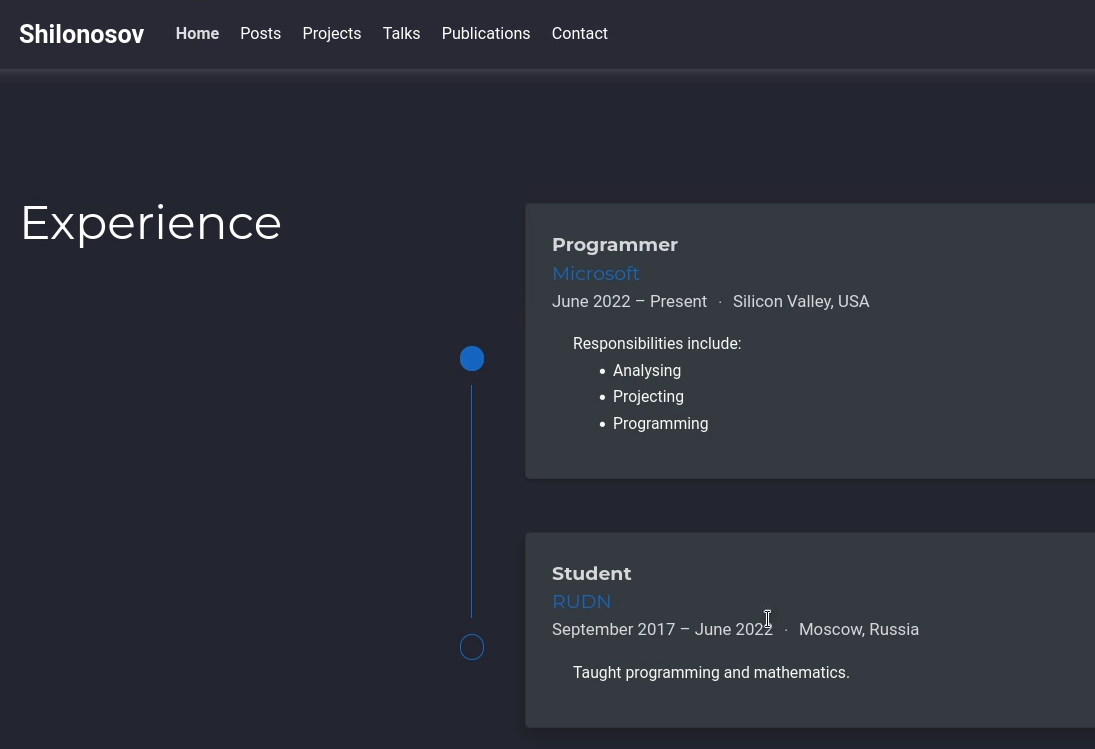 Shilonosov Home Posts Projects Talks Publications Contact
Experience
Programmer
Microsoft
June 2022 – Present · Silicon Valley, USA
Responsibilities include:
• Analysing
• Projecting
• Programming
Student
RUDN
September 2017 – June 2022 · Moscow, Russia
Taught programming and mathematics.